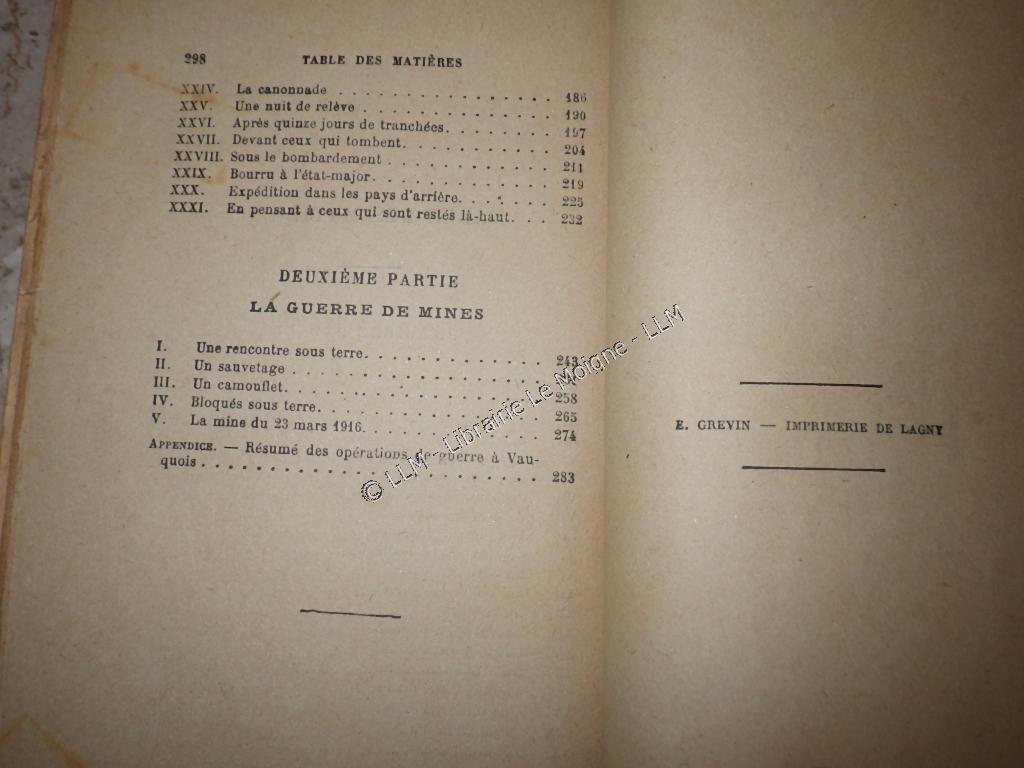 298 TABLE DES MATIÈRES
XXIV. La canonnade . . . . . . . . . . . . . . . . 186
XXV. Une nuit de relève . . . . . . . . . . . . . . 190
XXVI. Après quinze jours de tranchées. . . . . . . . 197
XXVII. Devant ceux qui tombent. . . . . . . . . . . 204
XXVIII. Sous le bombardement . . . . . . . . . . . . 211
XXIX. Bourru à l'état-major. . . . . . . . . . . . . 219
XXX. Expédition dans les pays d'arrière. . . . . . . 225
XXXI. En pensant à ceux qui sont restés là-haut. . . 232
DEUXIÈME PARTIE
LA GUERRE DE MINES
I. Une rencontre sous terre. . . . . . . . . . . . . 243
II. Un sauvetage . . . . . . . . . . . . . . . . .
III. Un camouflet. . . . . . . . . . . . . . . . . 258
IV. Bloqués sous terre. . . . . . . . . . . . . . . 265
V. La mine du 23 mars 1916. . . . . . . . . . . . . 274
APPENDICE. — Résumé des opérations de guerre à Vau-
quois . . . . . . . . . . . . . . . . . . . . . . . 283
E. GREVIN — IMPRIMERIE DE LAGNY
© LLM - Librairie Le Moigne - LLM